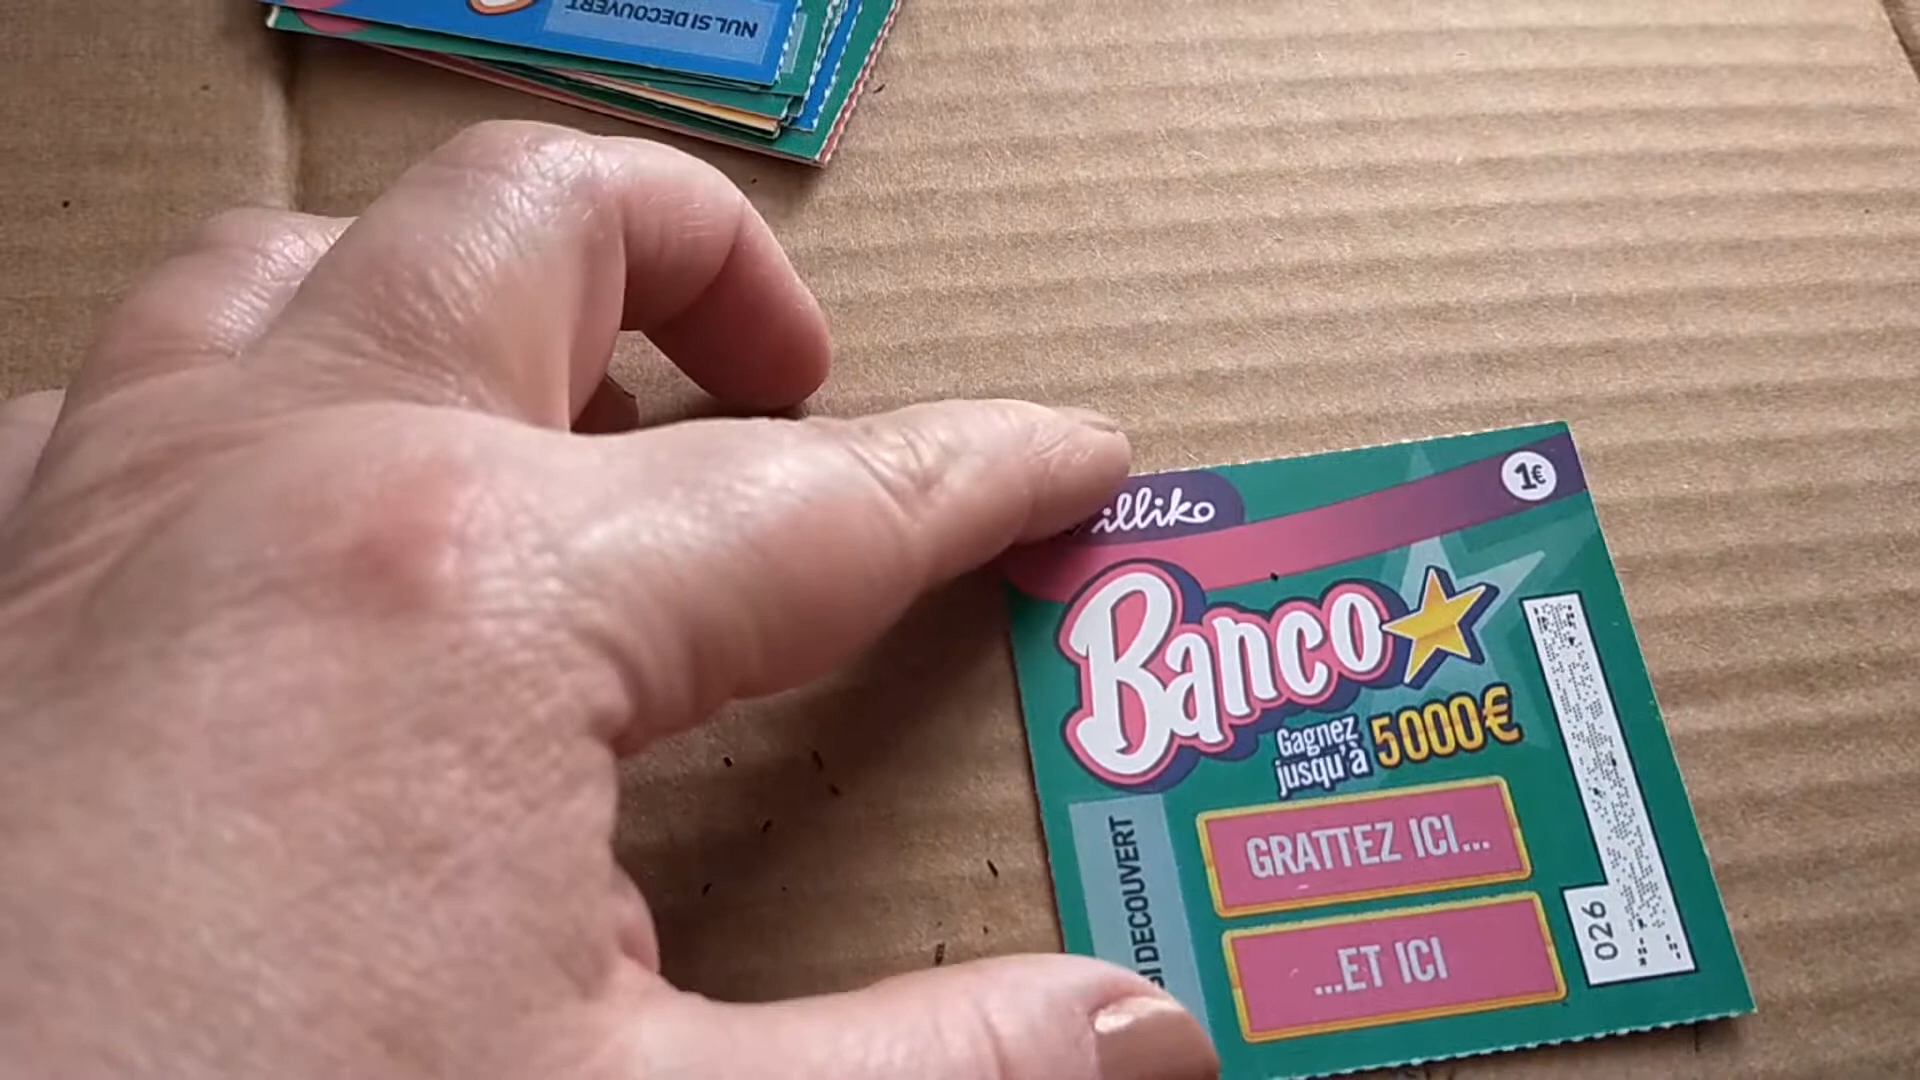 NUL SI DECOUVERT
illiko
1€
Banco
Gagnez
jusqu'à 5000€
GRATTEZ ICI...
...ET ICI
SI DECOUVERT
026